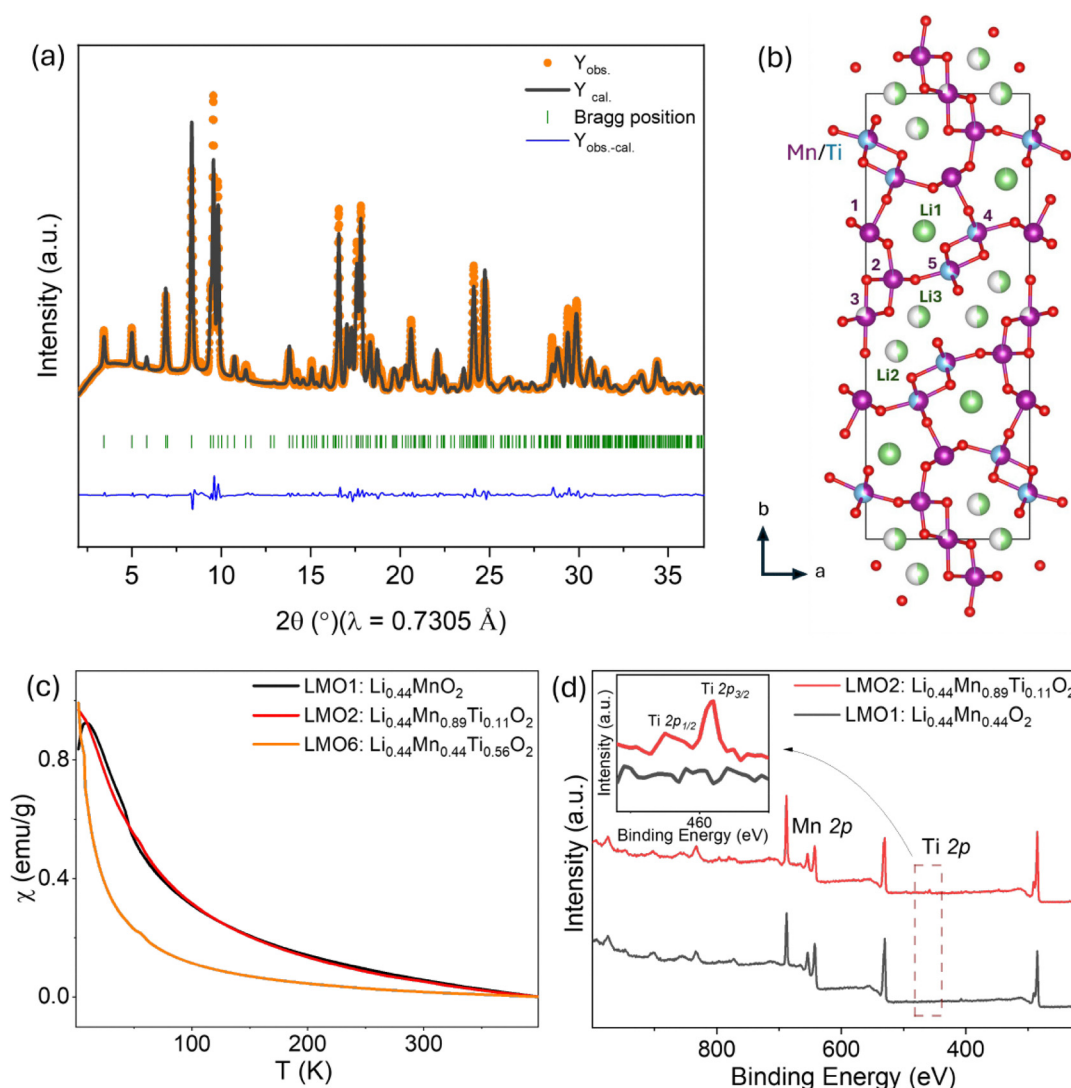 (a)
Y obs.
Y cal.
Bragg position
Y obs.-cal.
Intensity (a.u.)
5 10 15 20 25 30 35
2θ (°)(λ = 0.7305 Å)
(b)
Mn/Ti
1
Li1
4
2
5
3
Li3
Li2
b
a
(c)
LMO1: Li0.44MnO2
LMO2: Li0.44Mn0.89Ti0.11O2
LMO6: Li0.44Mn0.44Ti0.56O2
χ (emu/g)
0.8
0.4
0.0
100 200 300
T (K)
(d)
LMO2: Li0.44Mn0.89Ti0.11O2
LMO1: Li0.44Mn0.44O2
Ti 2p3/2
Ti 2p1/2
Intensity (a.u.)
460
Binding Energy (eV)
Mn 2p
Ti 2p
Intensity (a.u.)
800 600 400
Binding Energy (eV)